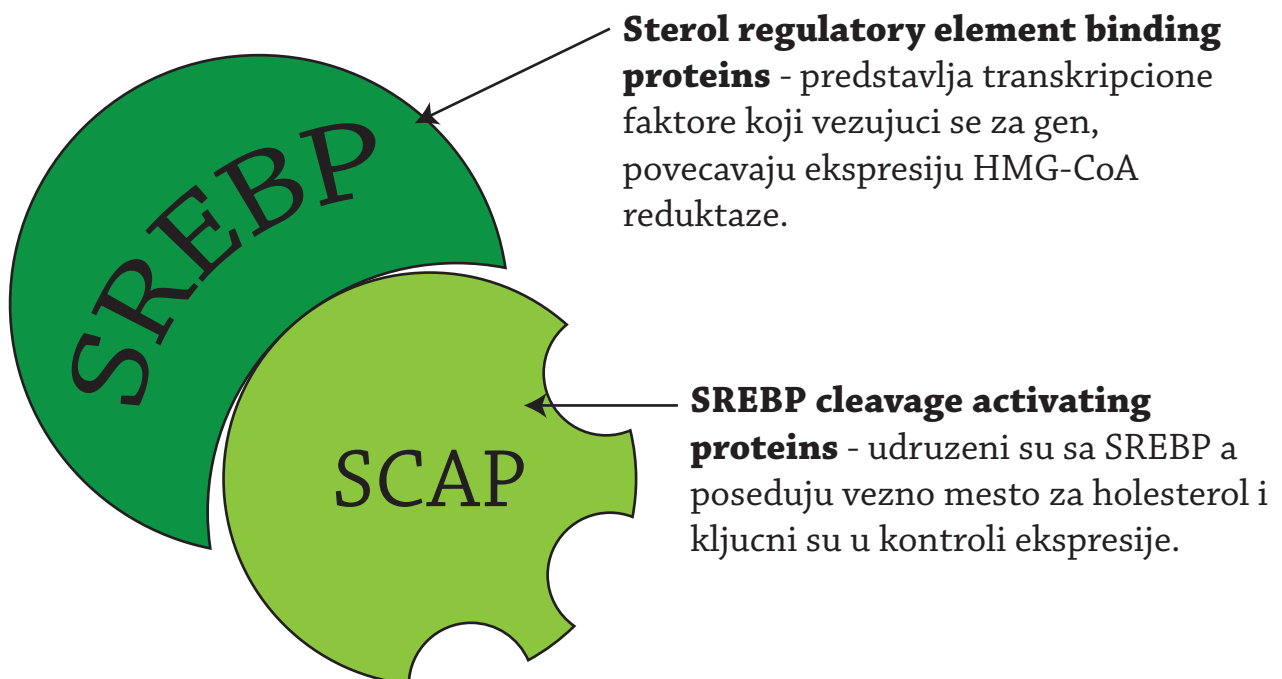 Sterol regulatory element binding
proteins - predstavlja transkripcione
faktore koji vezujuci se za gen,
povecavaju ekspresiju HMG-CoA
reduktaze.
SREBP
SREBP cleavage activating
proteins - udruzeni su sa SREBP a
poseduju vezno mesto za holesterol i
kljucni su u kontroli ekspresije.
SCAP